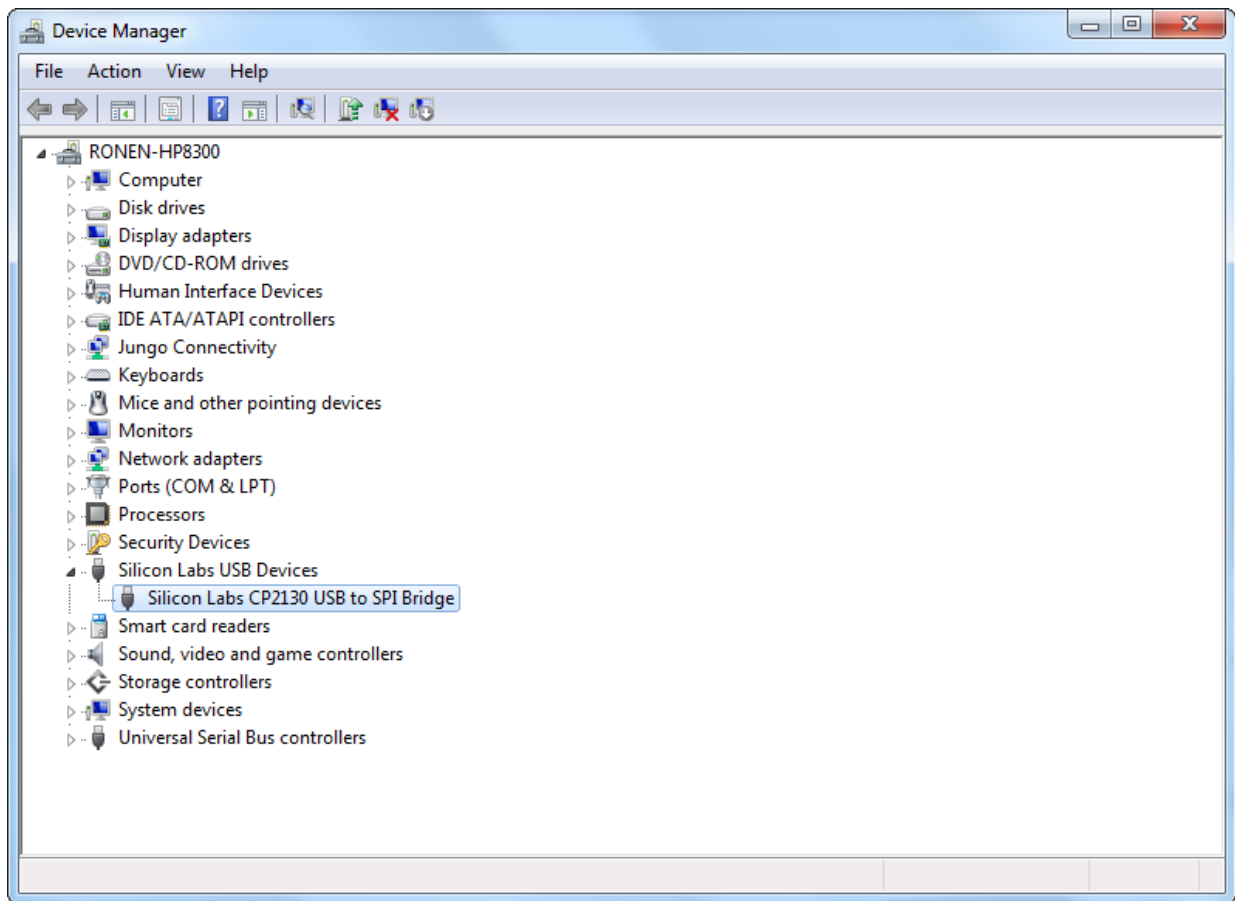 Device Manager
File Action View Help
RONEN-HP8300
Computer
Disk drives
Display adapters
DVD/CD-ROM drives
Human Interface Devices
IDE ATA/ATAPI controllers
Jungo Connectivity
Keyboards
Mice and other pointing devices
Monitors
Network adapters
Ports (COM & LPT)
Processors
Security Devices
Silicon Labs USB Devices
Silicon Labs CP2130 USB to SPI Bridge
Smart card readers
Sound, video and game controllers
Storage controllers
System devices
Universal Serial Bus controllers